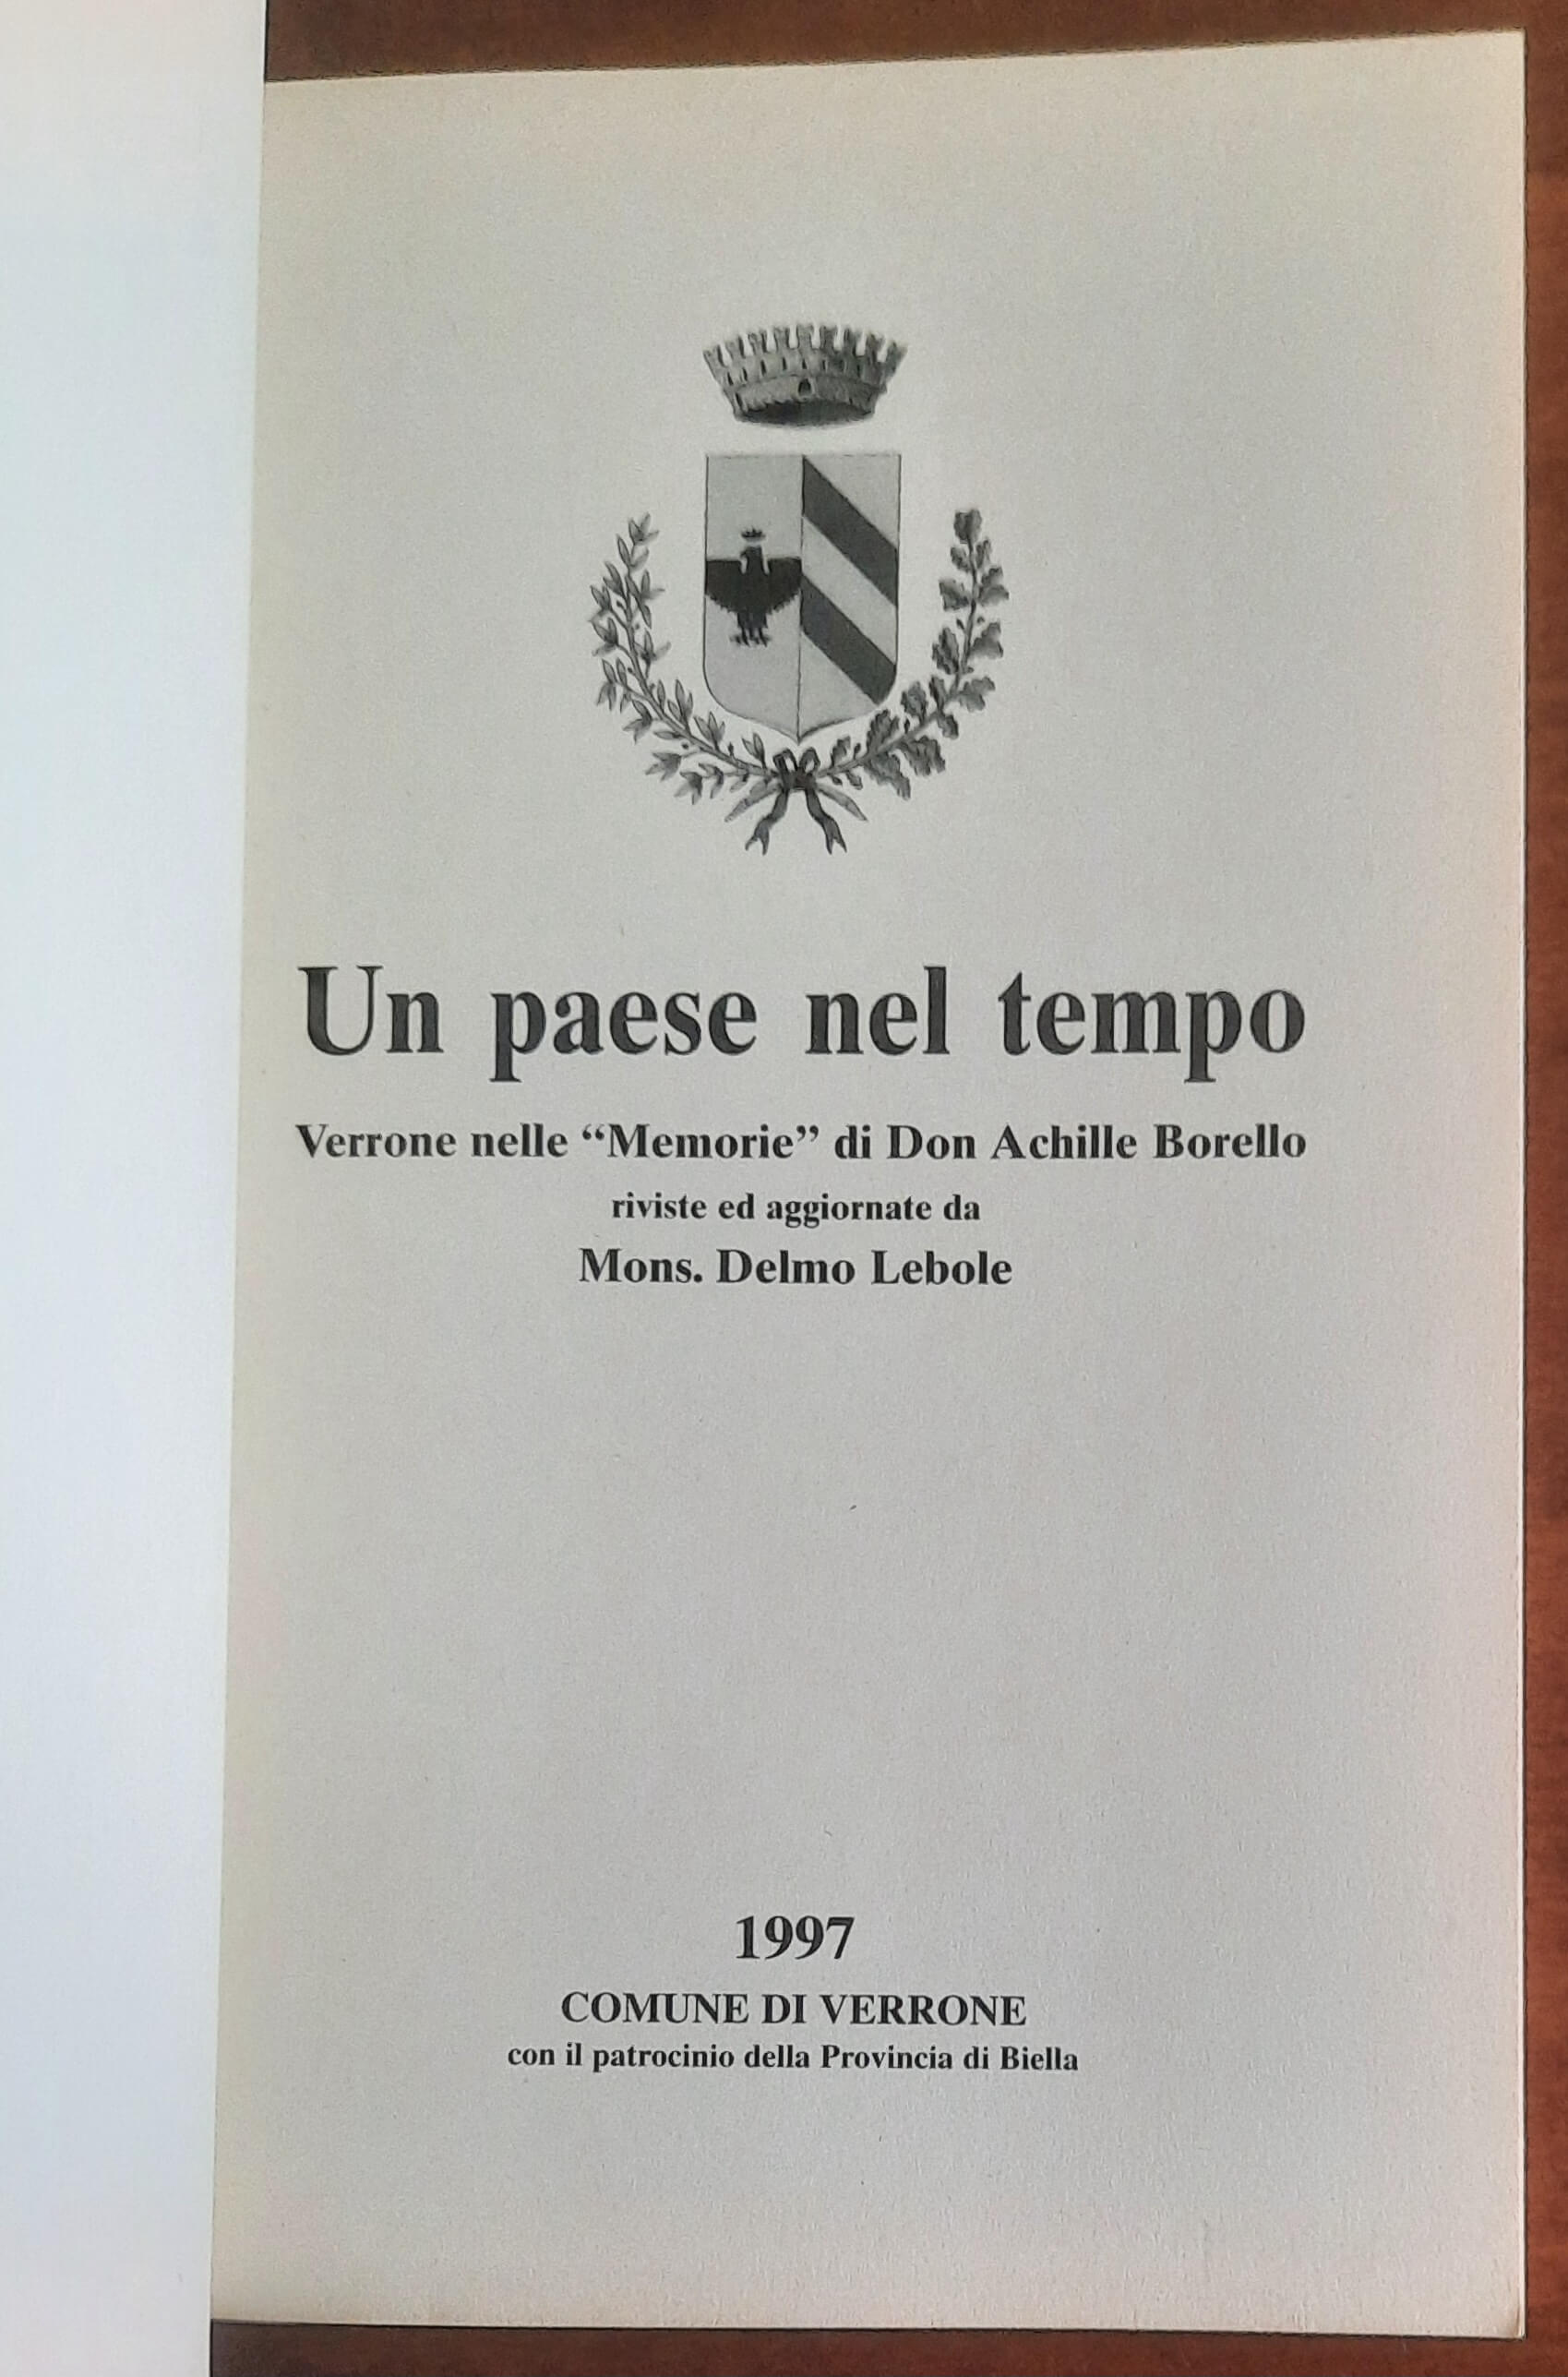 Un paese nel tempo
Verrone nelle “Memorie” di Don Achille Borello
riviste ed aggiornate da
Mons. Delmo Lebole
1997
COMUNE DI VERRONE
con il patrocinio della Provincia di Biella